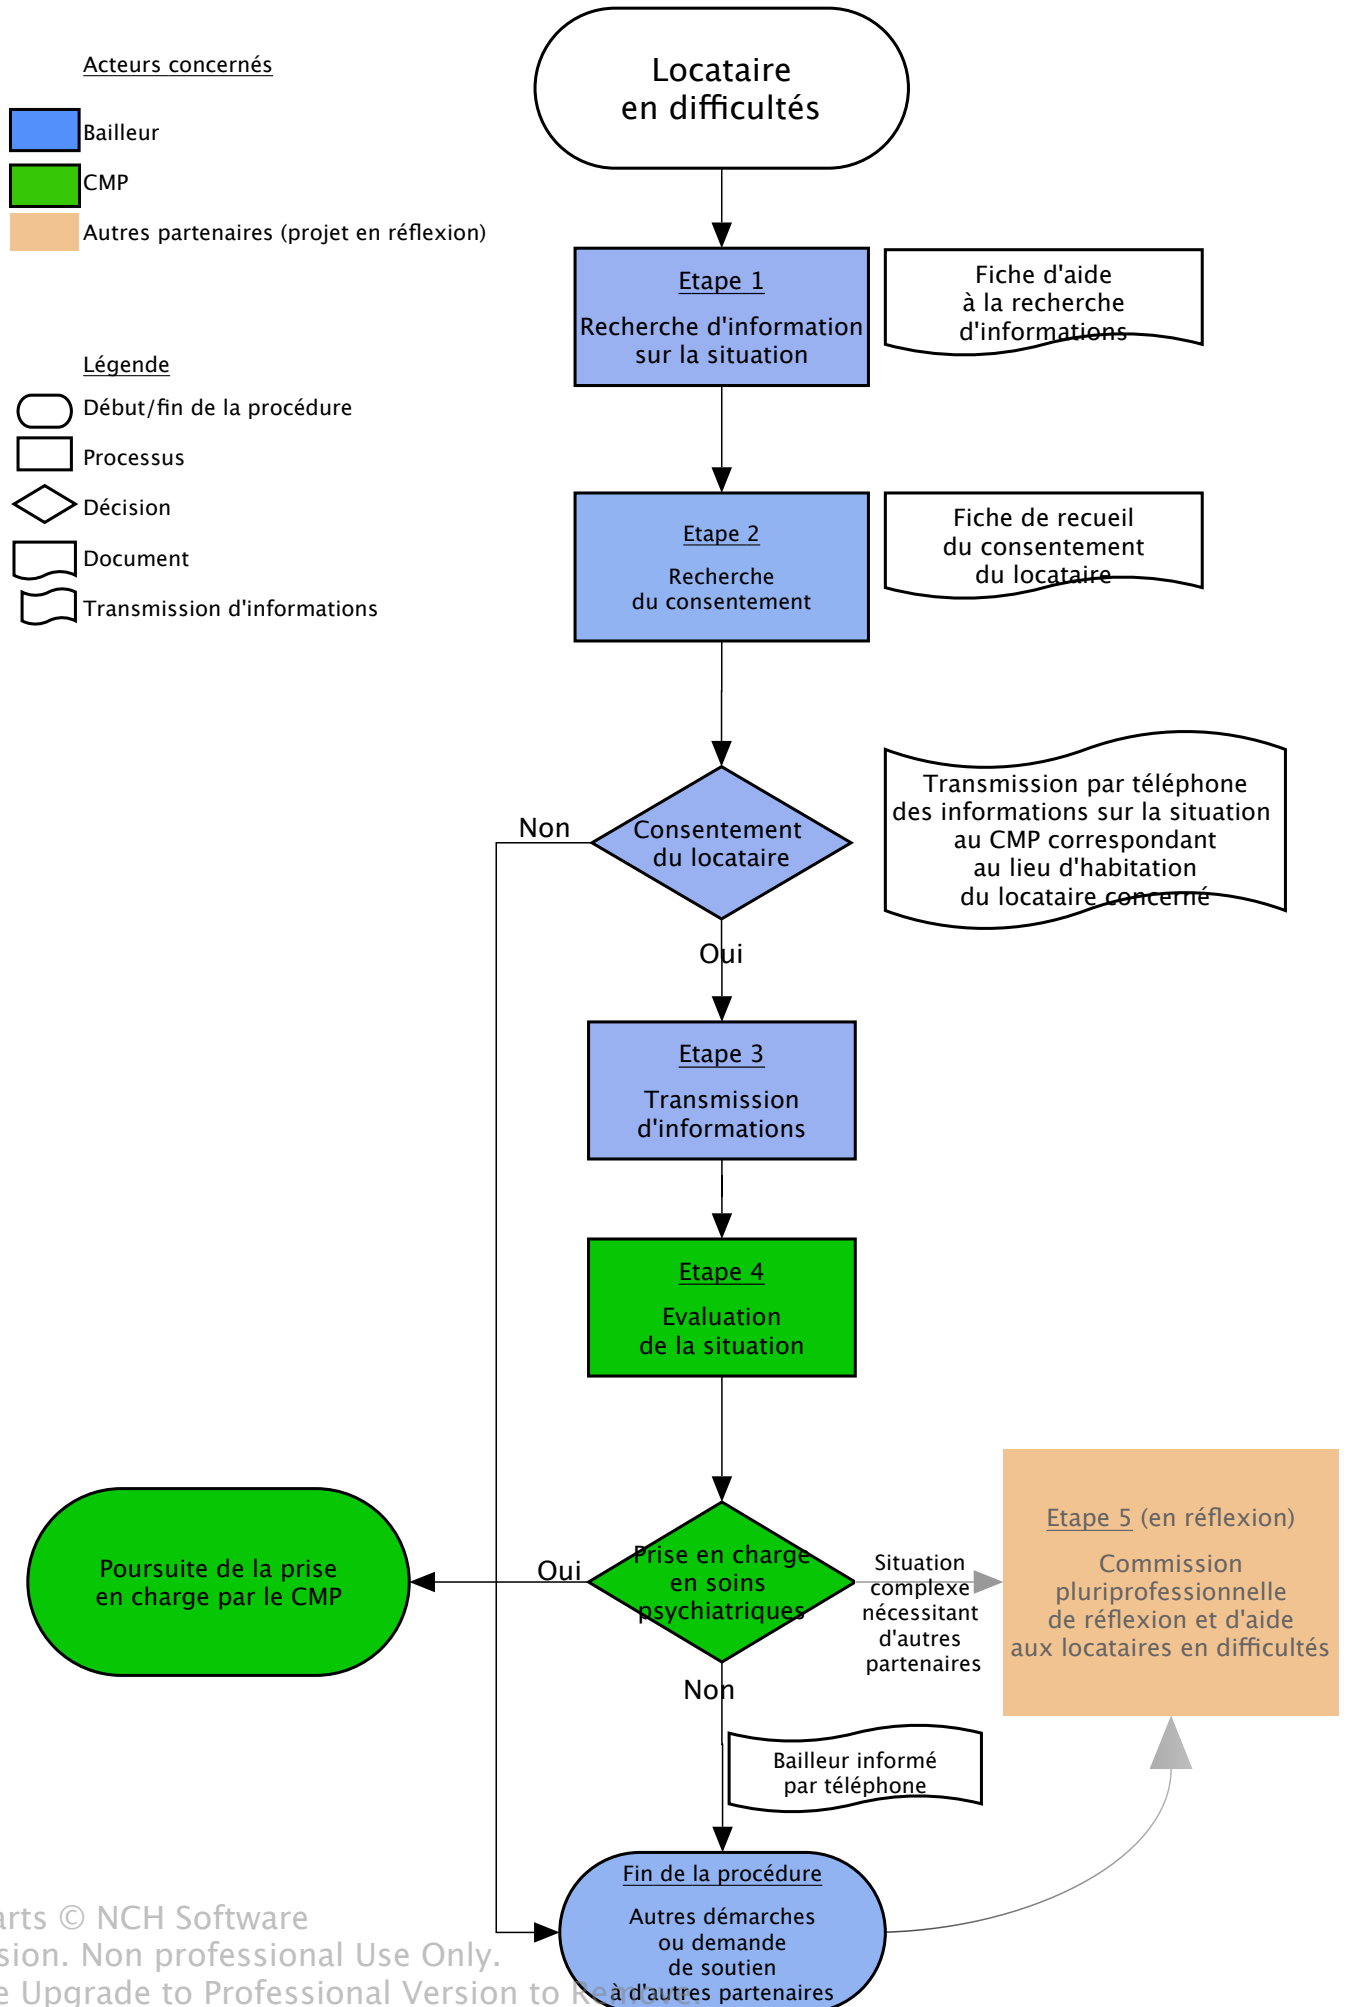 Acteurs concernés
Bailleur
CMP
Autres partenaires (projet en réflexion)
Légende
Début/fin de la procédure
Processus
Décision
Document
Transmission d'informations
Locataire
en difficultés
Etape 1
Recherche d'information
sur la situation
Fiche d'aide
à la recherche
d'informations
Etape 2
Recherche
du consentement
Fiche de recueil
du consentement
du locataire
Consentement
du locataire
Non
Oui
Transmission par téléphone
des informations sur la situation
au CMP correspondant
au lieu d'habitation
du locataire concerné
Etape 3
Transmission
d'informations
Etape 4
Evaluation
de la situation
Prise en charge
en soins
psychiatriques
Oui
Poursuite de la prise
en charge par le CMP
Situation
complexe
nécessitant
d'autres
partenaires
Etape 5 (en réflexion)
Commission
pluriprofessionnelle
de réflexion et d'aide
aux locataires en difficultés
Non
Bailleur informé
par téléphone
Fin de la procédure
Autres démarches
ou demande
de soutien
à d'autres partenaires
arts © NCH Software
sion. Non professional Use Only.
e Upgrade to Professional Version to Remove.